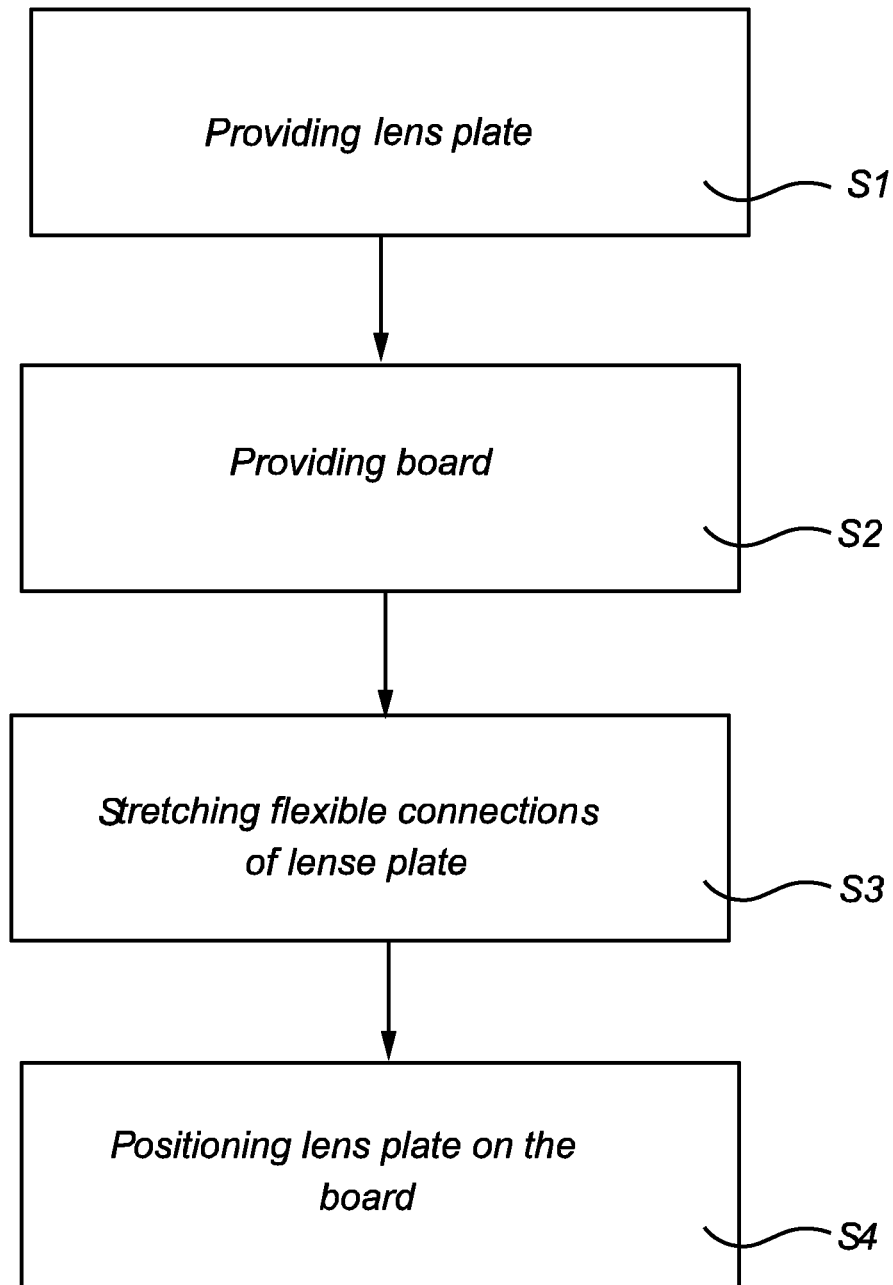 Providing lens plate
S1
Providing board
S2
Stretching flexible connections
of lense plate
S3
Positioning lens plate on the
board
S4